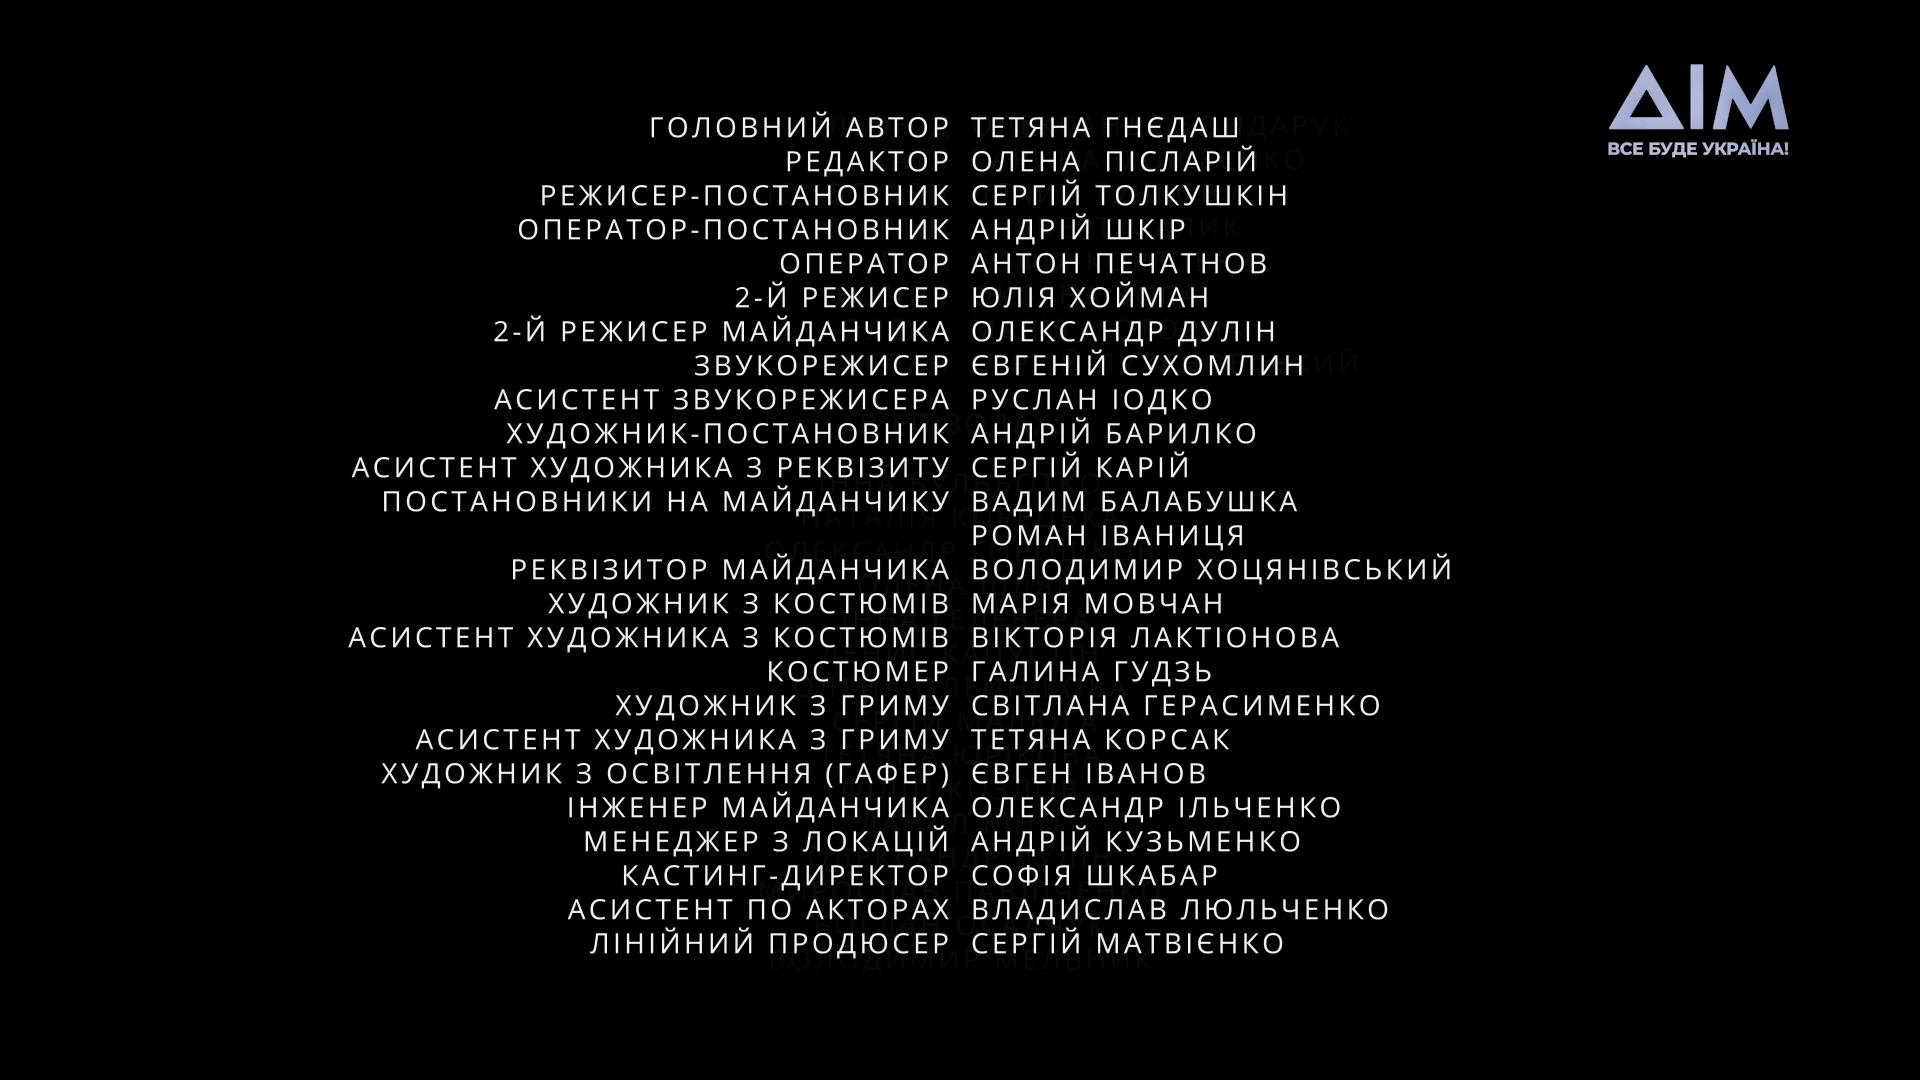 ДІМ
ВСЕ БУДЕ УКРАЇНА!
ГОЛОВНИЙ АВТОР ТЕТЯНА ГНЄДАШ
РЕДАКТОР ОЛЕНА ПІСЛАРІЙ
РЕЖИСЕР-ПОСТАНОВНИК СЕРГІЙ ТОЛКУШКІН
ОПЕРАТОР-ПОСТАНОВНИК АНДРІЙ ШКІР
ОПЕРАТОР АНТОН ПЕЧАТНОВ
2-Й РЕЖИСЕР ЮЛІЯ ХОЙМАН
2-Й РЕЖИСЕР МАЙДАНЧИКА ОЛЕКСАНДР ДУЛІН
ЗВУКОРЕЖИСЕР ЄВГЕНІЙ СУХОМЛИН
АСИСТЕНТ ЗВУКОРЕЖИСЕРА РУСЛАН ІОДКО
ХУДОЖНИК-ПОСТАНОВНИК АНДРІЙ БАРИЛКО
АСИСТЕНТ ХУДОЖНИКА З РЕКВІЗИТУ СЕРГІЙ КАРІЙ
ПОСТАНОВНИКИ НА МАЙДАНЧИКУ ВАДИМ БАЛАБУШКА
РОМАН ІВАНИЦЯ
РЕКВІЗИТОР МАЙДАНЧИКА ВОЛОДИМИР ХОЦЯНІВСЬКИЙ
ХУДОЖНИК З КОСТЮМІВ МАРІЯ МОВЧАН
АСИСТЕНТ ХУДОЖНИКА З КОСТЮМІВ ВІКТОРІЯ ЛАКТІОНОВА
КОСТЮМЕР ГАЛИНА ГУДЗЬ
ХУДОЖНИК З ГРИМУ СВІТЛАНА ГЕРАСИМЕНКО
АСИСТЕНТ ХУДОЖНИКА З ГРИМУ ТЕТЯНА КОРСАК
ХУДОЖНИК З ОСВІТЛЕННЯ (ГАФЕР) ЄВГЕН ІВАНОВ
ІНЖЕНЕР МАЙДАНЧИКА ОЛЕКСАНДР ІЛЬЧЕНКО
МЕНЕДЖЕР З ЛОКАЦІЙ АНДРІЙ КУЗЬМЕНКО
КАСТИНГ-ДИРЕКТОР СОФІЯ ШКАБАР
АСИСТЕНТ ПО АКТОРАХ ВЛАДИСЛАВ ЛЮЛЬЧЕНКО
ЛІНІЙНИЙ ПРОДЮСЕР СЕРГІЙ МАТВІЄНКО
ВОЛОДИМИР МЕЛЬНИК